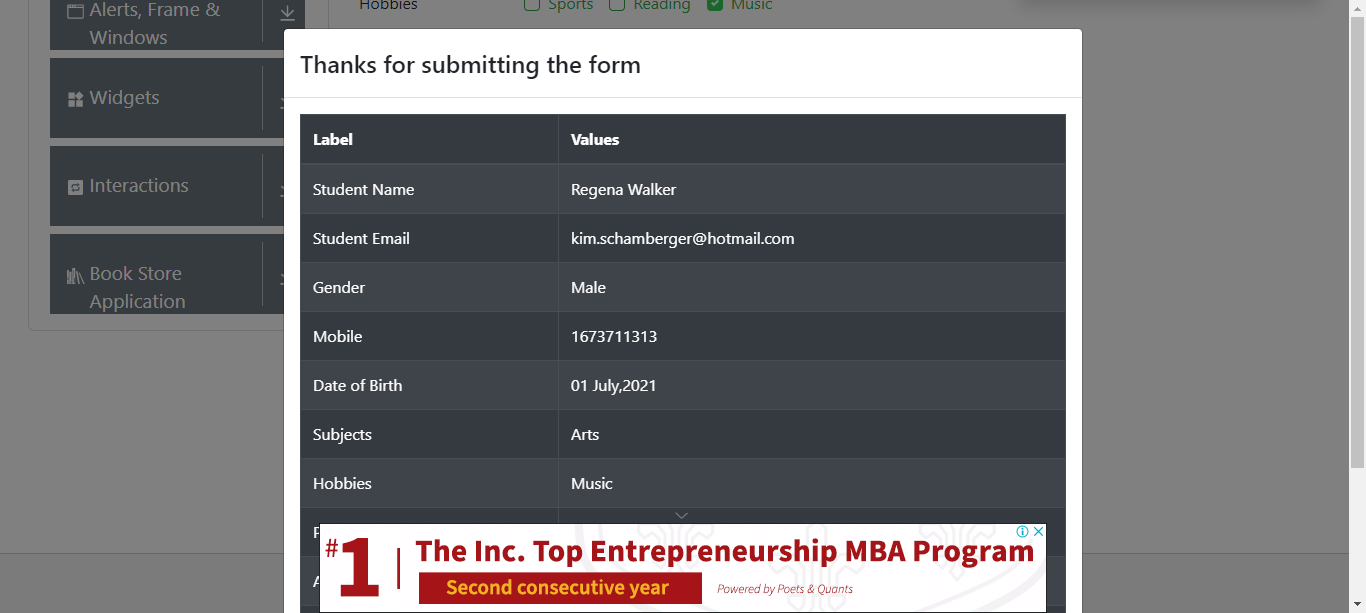 Alerts, Frame &
Windows
Hobbies
Sports
Reading
Music
Thanks for submitting the form
Widgets
Label Values
Student Name Regena Walker
Interactions
Student Email kim.schamberger@hotmail.com
Book Store
Application
Gender Male
Mobile 1673711313
Date of Birth 01 July,2021
Subjects Arts
Hobbies Music
#1
The Inc. Top Entrepreneurship MBA Program
Second consecutive year
Powered by Poets & Quants